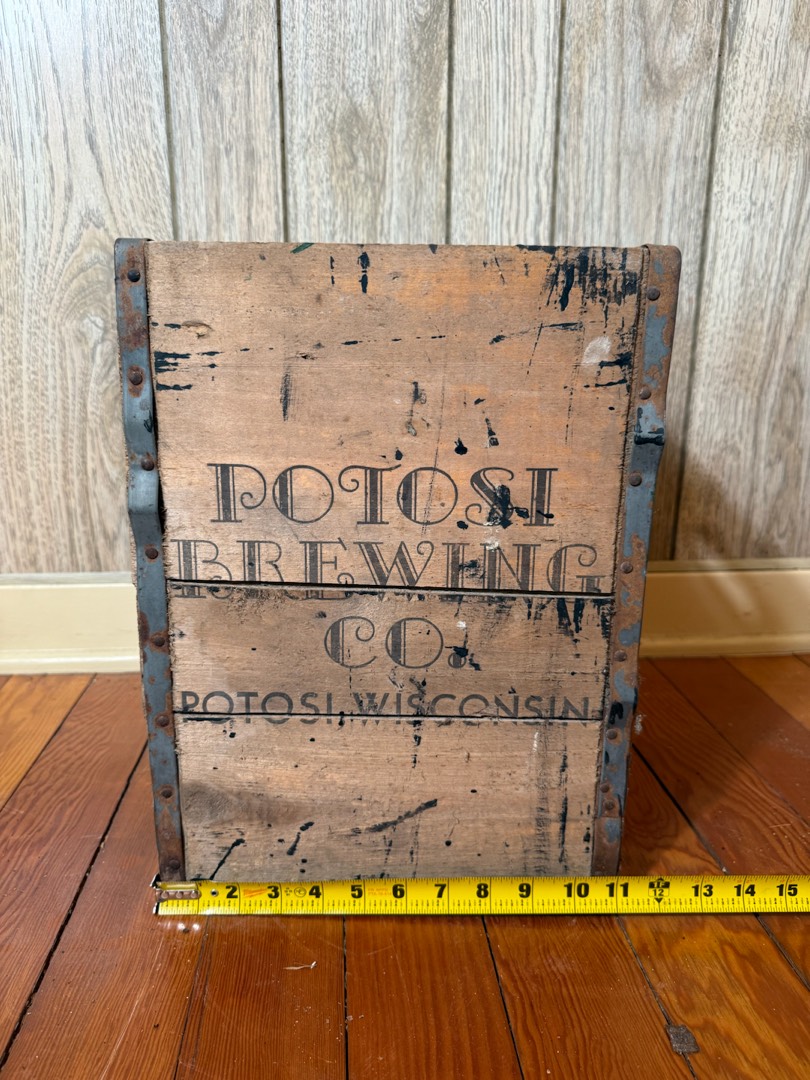 POTOSI
BREWING
CO.
POTOSI, WISCONSIN
2 3 4 5 6 7 8 9 10 11 12 13 14 15